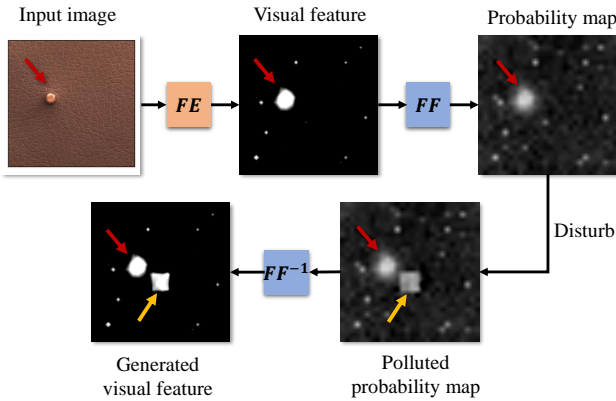 Input image
Visual feature
Probability map
FE
FF
Disturb
FF⁻¹
Generated
visual feature
Polluted
probability map